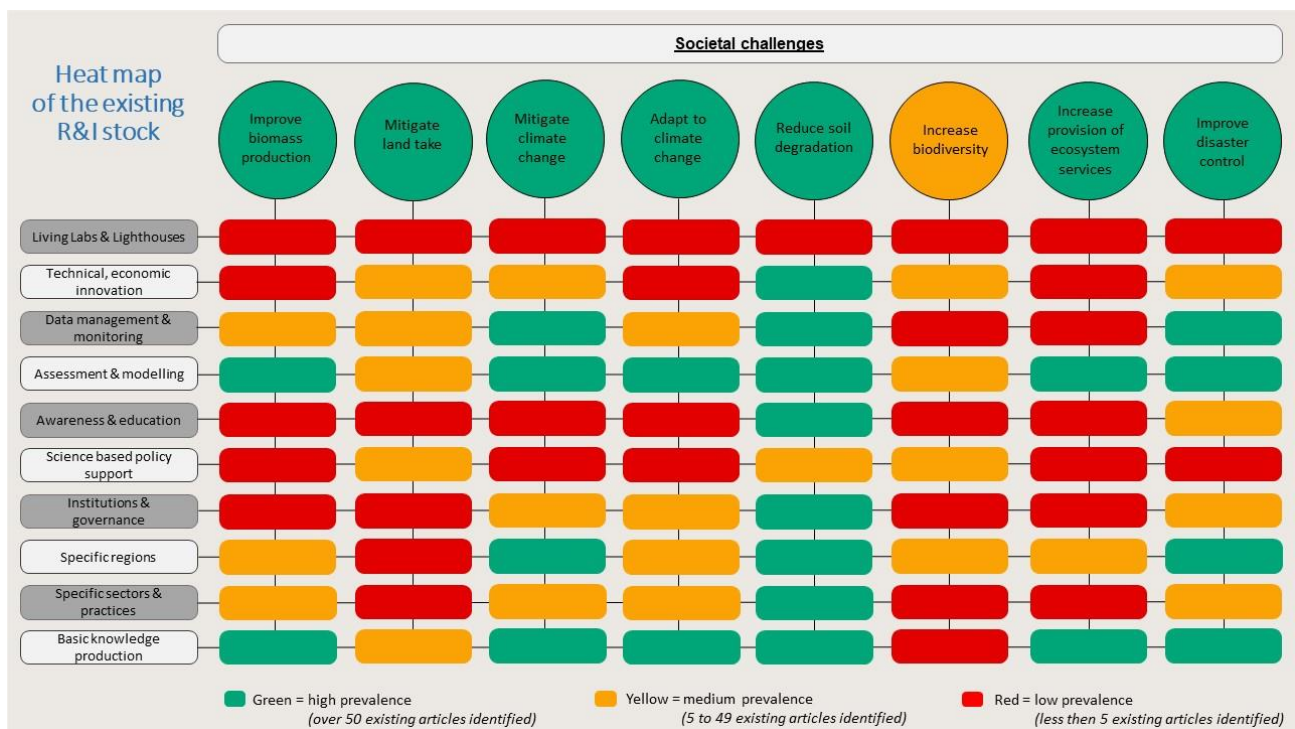 Societal challenges
Heat map
of the existing
R&I stock
Improve
biomass
production
Mitigate
land take
Mitigate
climate
change
Adapt to
climate
change
Reduce soil
degradation
Increase
biodiversity
Increase
provision of
ecosystem
services
Improve
disaster
control
Living Labs & Lighthouses
Technical, economic
innovation
Data management &
monitoring
Assessment & modelling
Awareness & education
Science based policy
support
Institutions &
governance
Specific regions
Specific sectors &
practices
Basic knowledge
production
Green = high prevalence
(over 50 existing articles identified)
Yellow = medium prevalence
(5 to 49 existing articles identified)
Red = low prevalence
(less then 5 existing articles identified)